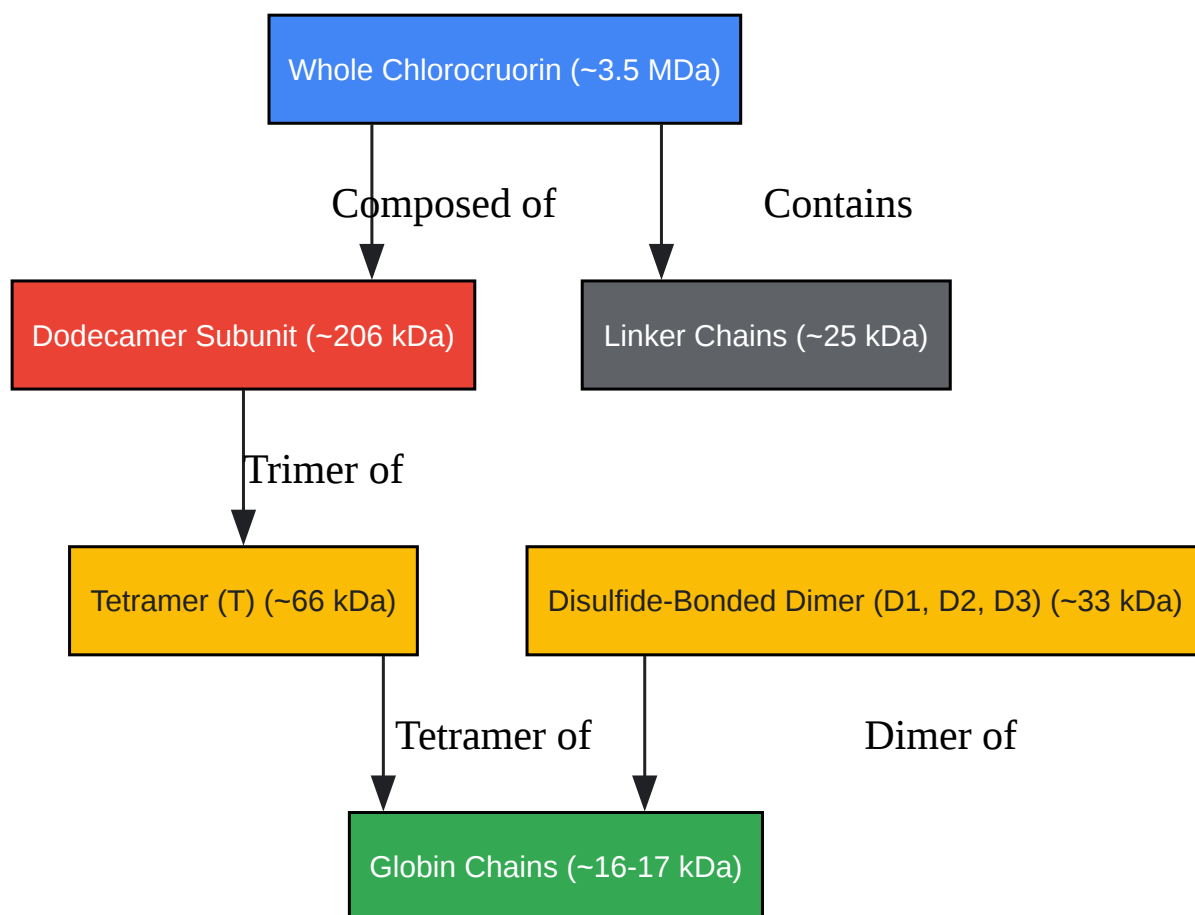 Whole Chlorocruorin (~3.5 MDa)
Composed of
Contains
Dodecamer Subunit (~206 kDa)
Linker Chains (~25 kDa)
Trimer of
Tetramer (T) (~66 kDa)
Disulfide-Bonded Dimer (D1, D2, D3) (~33 kDa)
Tetramer of
Dimer of
Globin Chains (~16-17 kDa)